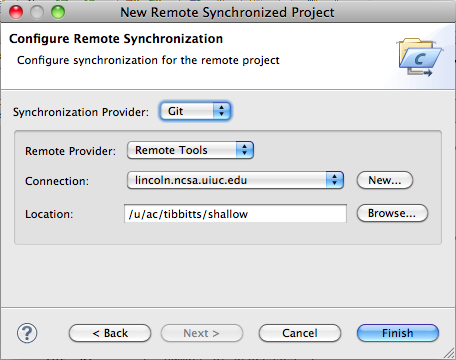 New Remote Synchronized Project
Configure Remote Synchronization
Configure synchronization for the remote project
C
Synchronization Provider: Git
Remote Provider: Remote Tools
Connection: lincoln.ncsa.uiuc.edu New...
Location: /u/ac/tibbitts/shallow Browse...
? < Back Next > Cancel Finish